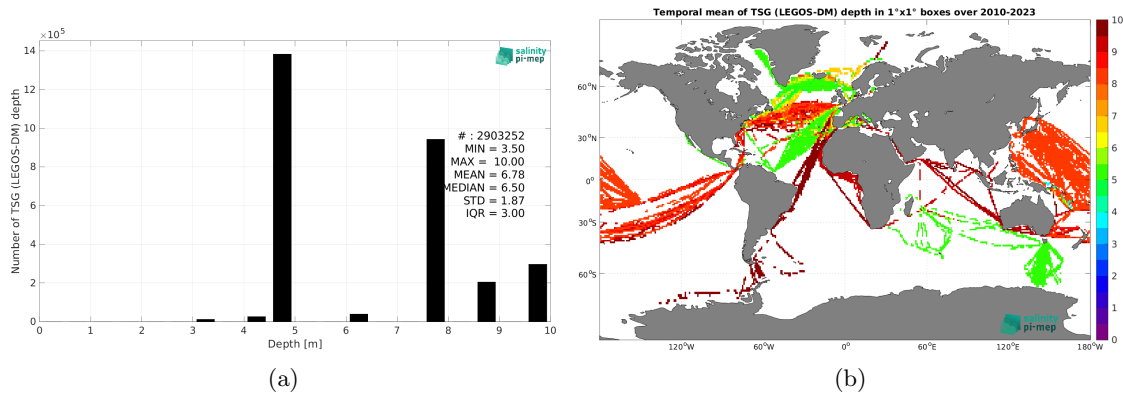 ×10⁵
14
12
10
8
6
4
2
0
Number of TSG (LEGOS-DM) depth
0 1 2 3 4 5 6 7 8 9 10
Depth [m]
salinity
pi-mep
# : 2903252
MIN = 3.50
MAX = 10.00
MEAN = 6.78
MEDIAN = 6.50
STD = 1.87
IQR = 3.00
(a)
Temporal mean of TSG (LEGOS-DM) depth in 1°x1° boxes over 2010-2023
60°N
30°N
0°
30°S
60°S
120°W 60°W 0° 60°E 120°E 180°W
salinity
pi-mep
10
9
8
7
6
5
4
3
2
1
0
(b)